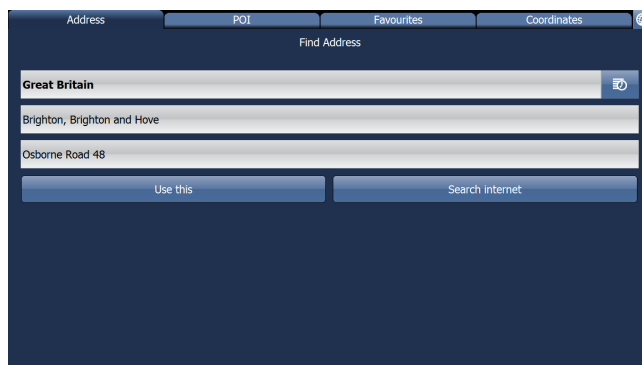 Address POI Favourites Coordinates
Find Address
Great Britain
Brighton, Brighton and Hove
Osborne Road 48
Use this Search internet